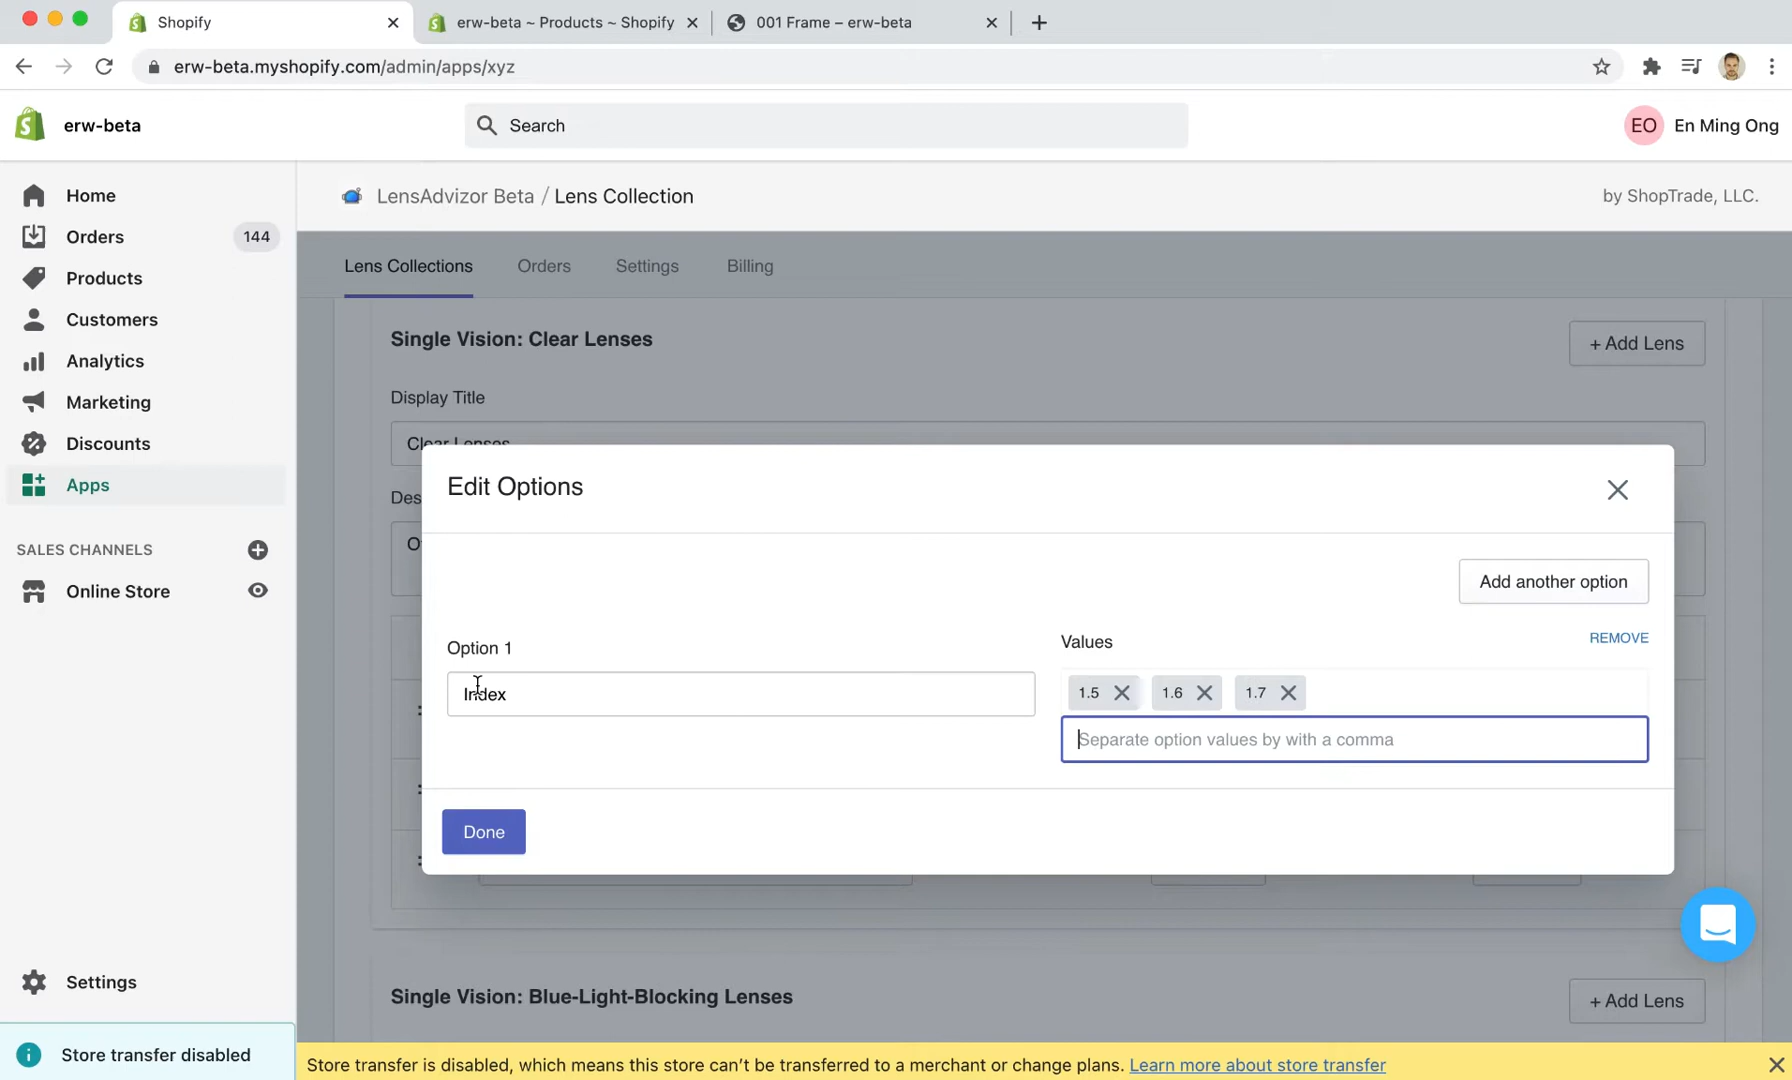 Shopify
erw-beta ~ Products ~ Shopify
001 Frame – erw-beta
erw-beta.myshopify.com/admin/apps/xyz
erw-beta
Search
EO
En Ming Ong
Home
Orders
144
Products
Customers
Analytics
Marketing
Discounts
Apps
SALES CHANNELS
Online Store
Settings
Store transfer disabled
LensAdvizor Beta / Lens Collection
by ShopTrade, LLC.
Lens Collections
Orders
Settings
Billing
Single Vision: Clear Lenses
+ Add Lens
Display Title
Clear Lenses
Des
Edit Options
Add another option
Option 1
Values
REMOVE
Index
1.5
1.6
1.7
Separate option values by with a comma
Done
Single Vision: Blue-Light-Blocking Lenses
+ Add Lens
Store transfer is disabled, which means this store can't be transferred to a merchant or change plans. Learn more about store transfer